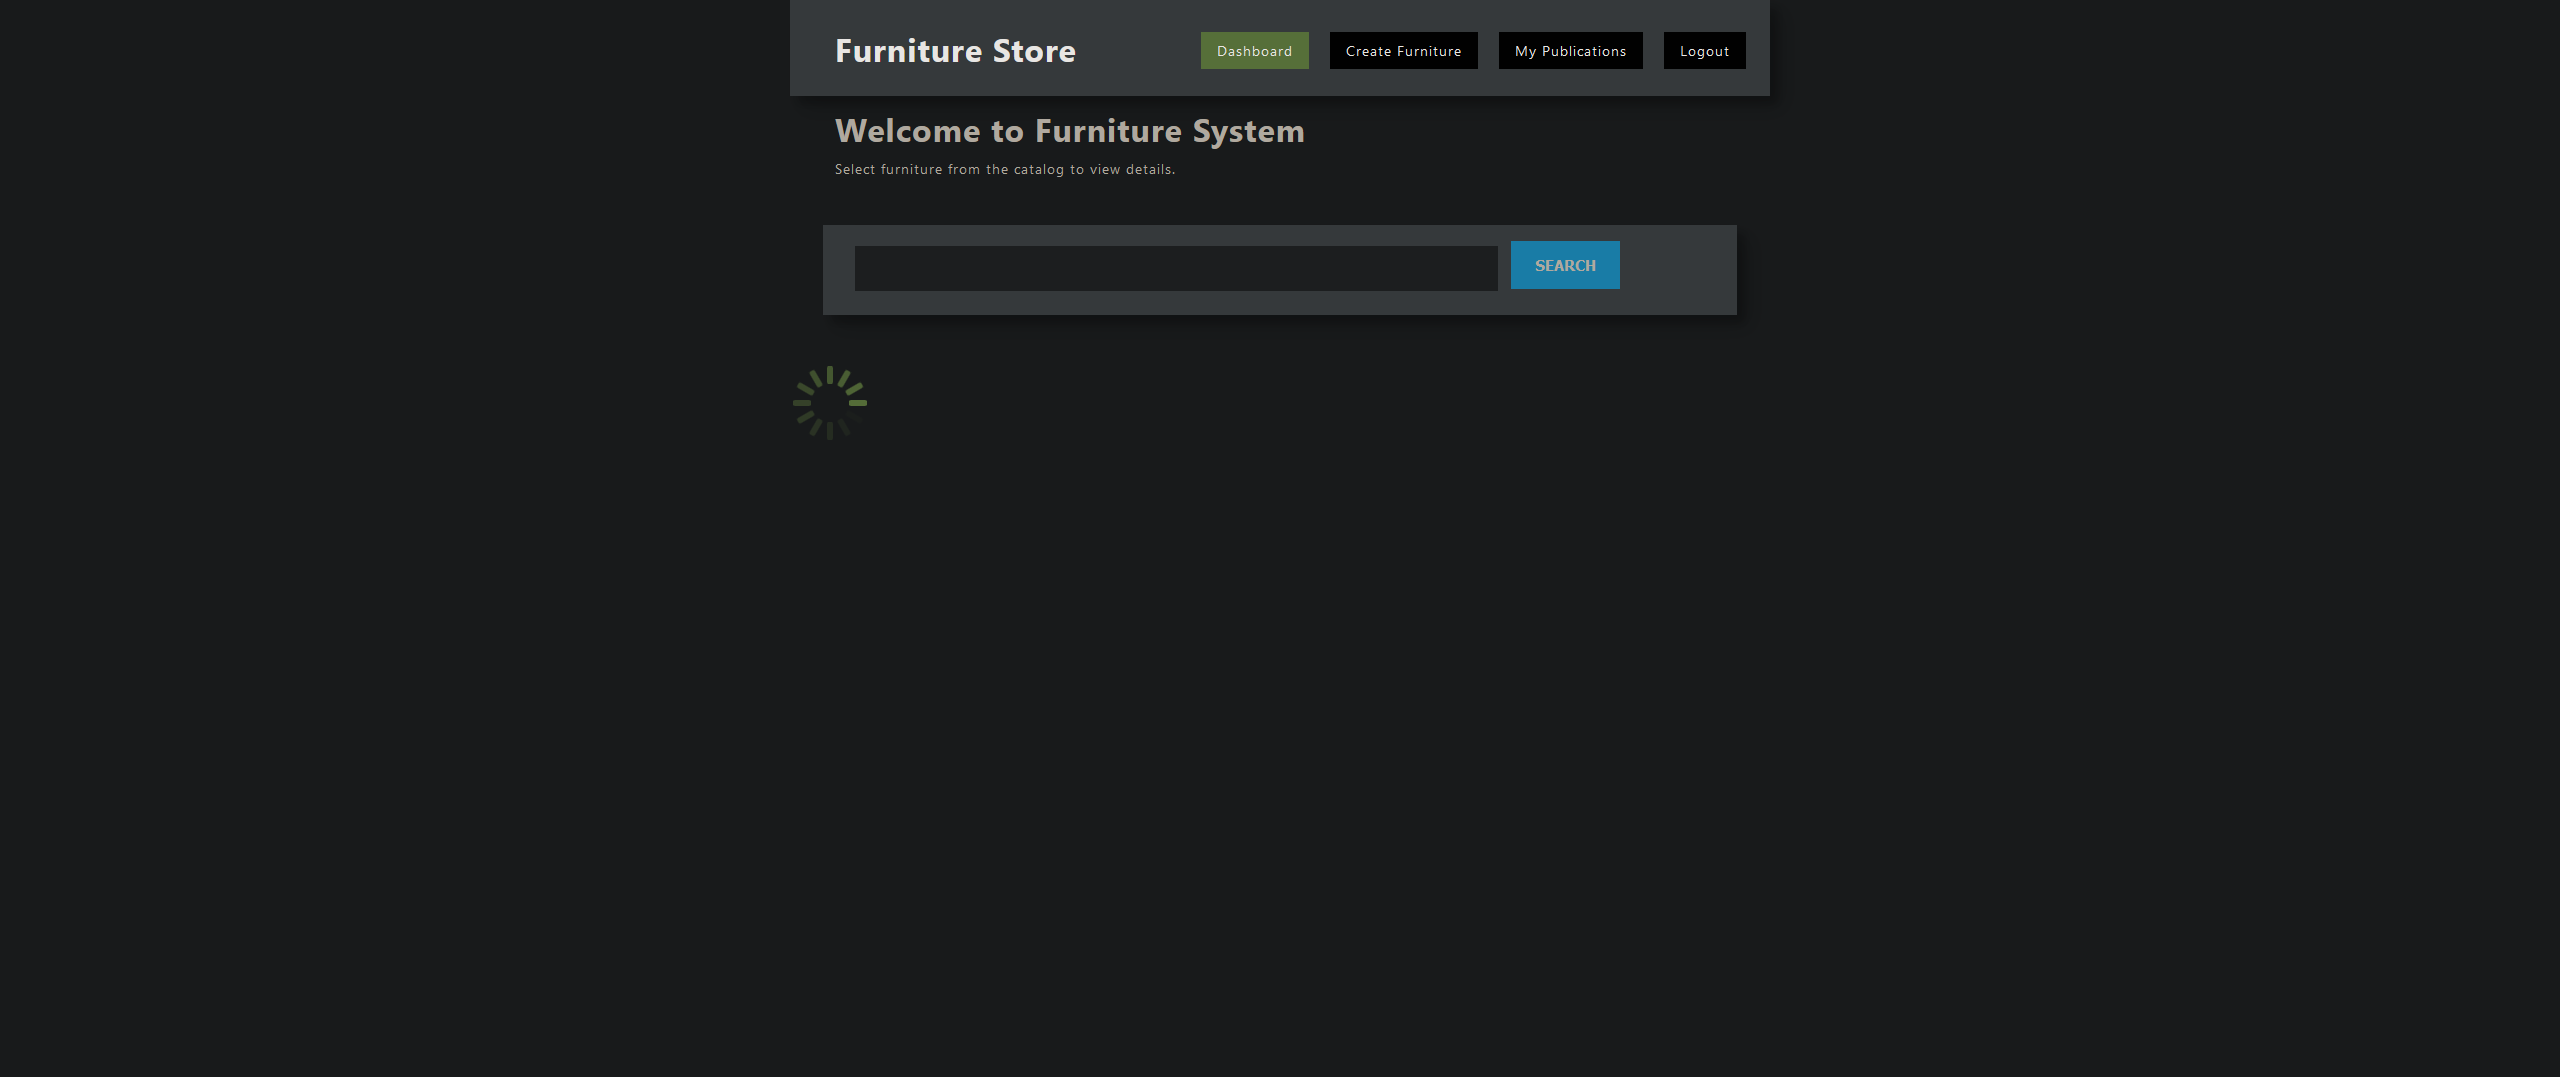 Furniture Store
Dashboard
Create Furniture
My Publications
Logout
Welcome to Furniture System
Select furniture from the catalog to view details.
SEARCH